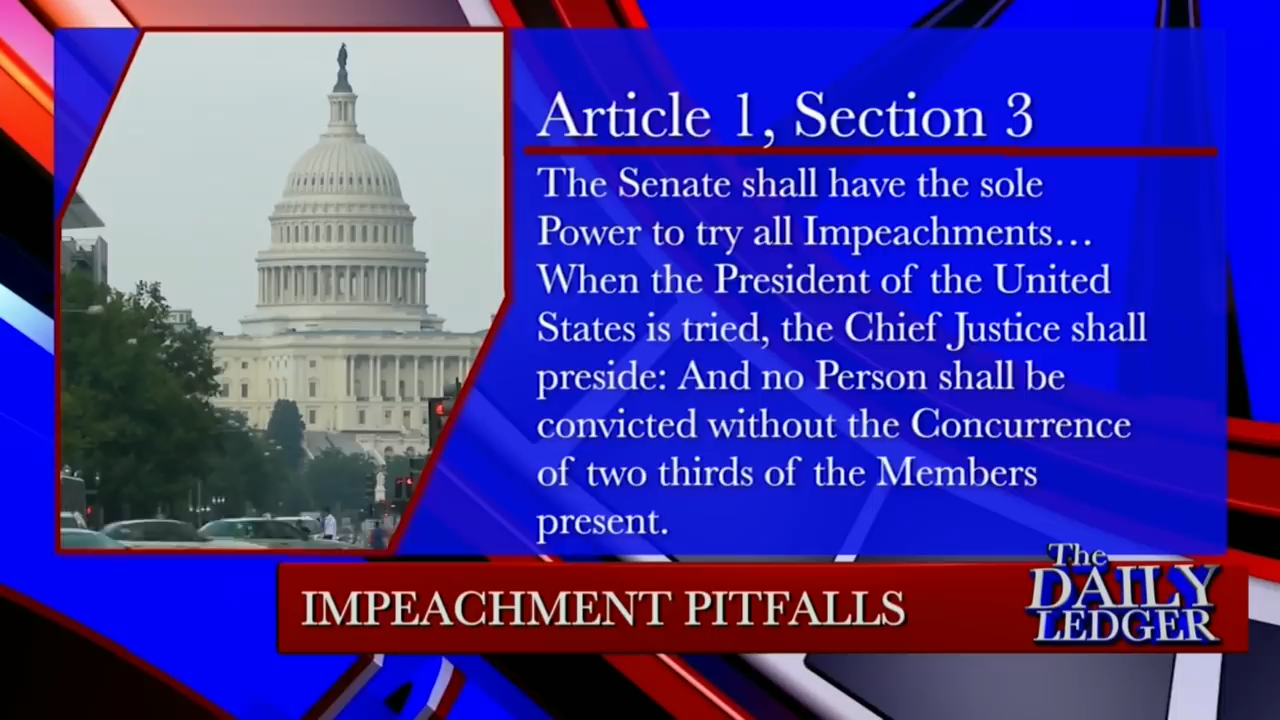 Article 1, Section 3
The Senate shall have the sole
Power to try all Impeachments...
When the President of the United
States is tried, the Chief Justice shall
preside: And no Person shall be
convicted without the Concurrence
of two thirds of the Members
present.
IMPEACHMENT PITFALLS
The
DAILY
LEDGER